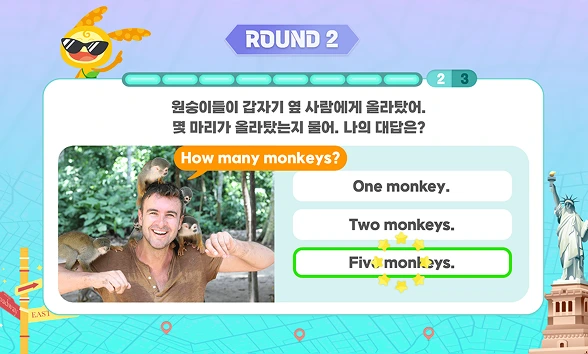 ROUND 2
2 3
원숭이들이 갑자기 옆 사람에게 올라탔어.
몇 마리가 올라탔는지 물어. 나의 대답은?
How many monkeys?
One monkey.
Two monkeys.
Five monkeys.
EAST